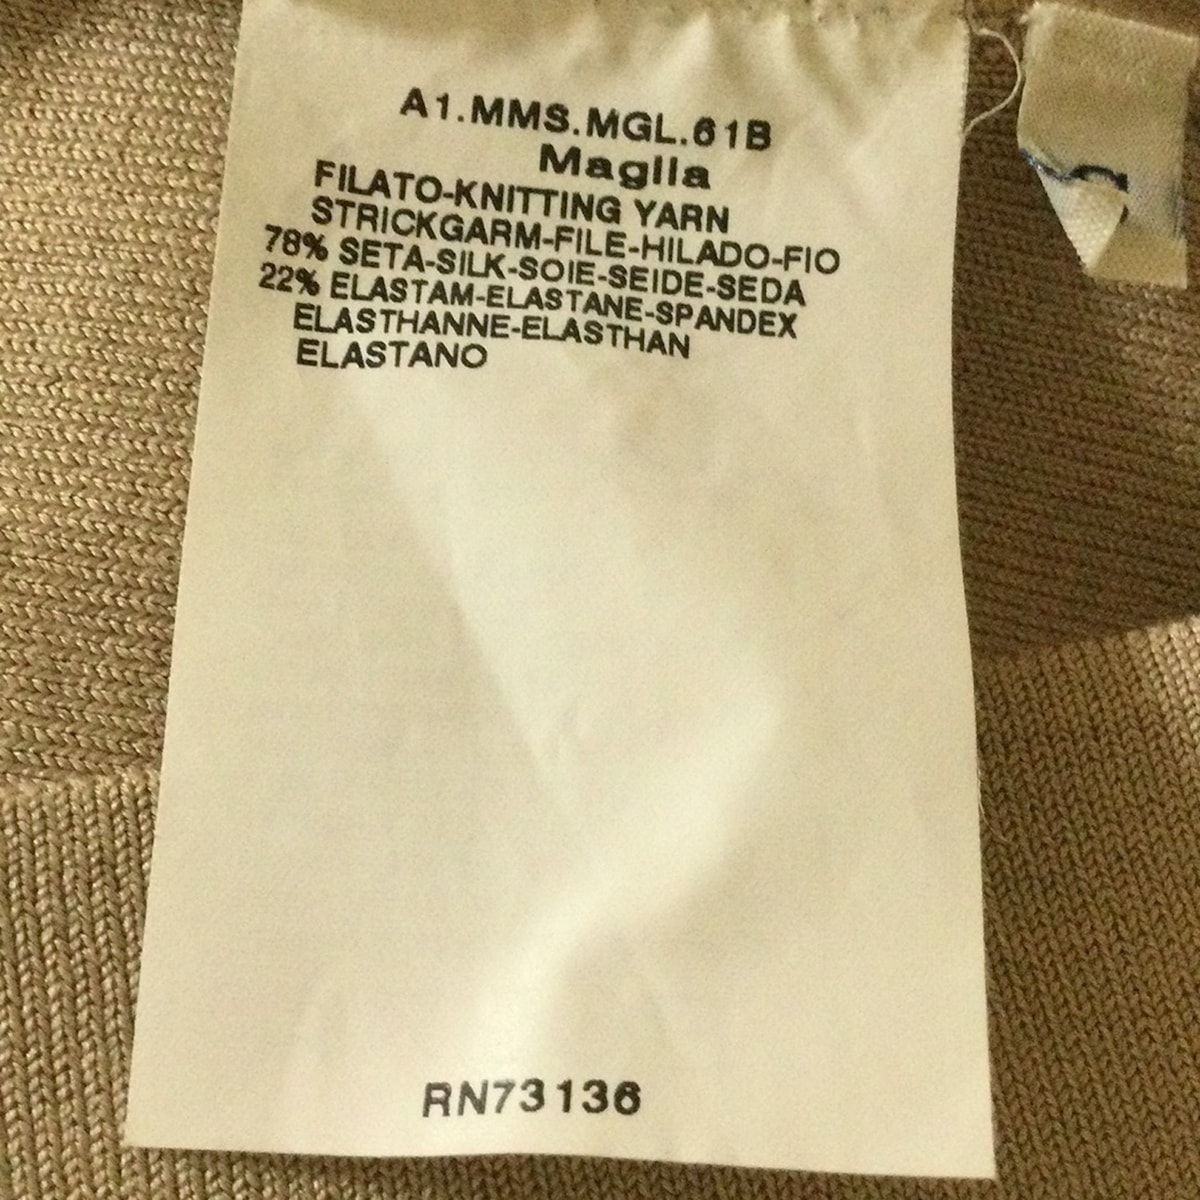 A1.MMS.MGL.61B
Maglia
FILATO-KNITTING YARN
STRICKGARM-FILE-HILADO-FIO
78% SETA-SILK-SOIE-SEIDE-SEDA
22% ELASTAM-ELASTANE-SPANDEX
ELASTHANNE-ELASTHAN
ELASTANO
RN73136